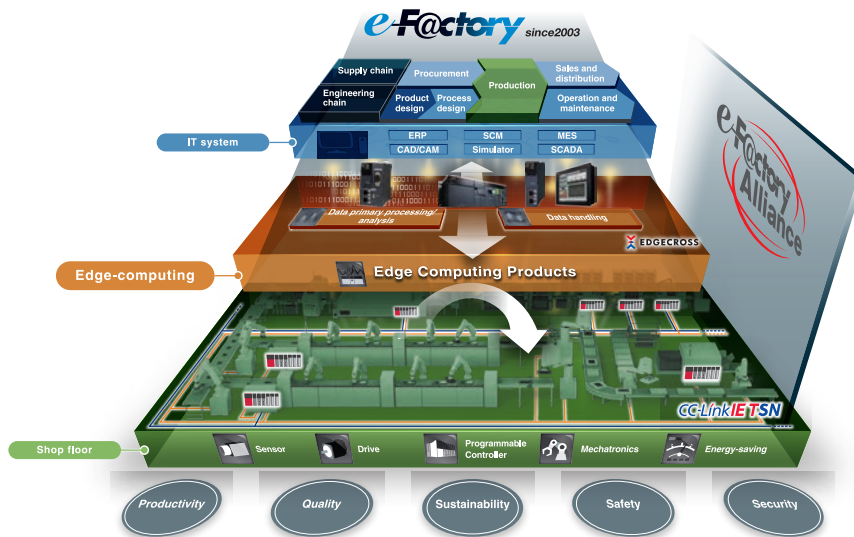 e-F@ctory since2003
Supply chain
Procurement
Production
Sales and
distribution
Engineering
chain
Product
design
Process
design
Operation and
maintenance
IT system
ERP
SCM
MES
CAD/CAM
Simulator
SCADA
Data primary processing/
analysis
Data handling
EDGECROSS
Edge-computing
Edge Computing Products
e-F@ctory
Alliance
CC-Link IE TSN
Shop floor
Sensor
Drive
Programmable
Controller
Mechatronics
Energy-saving
Productivity
Quality
Sustainability
Safety
Security